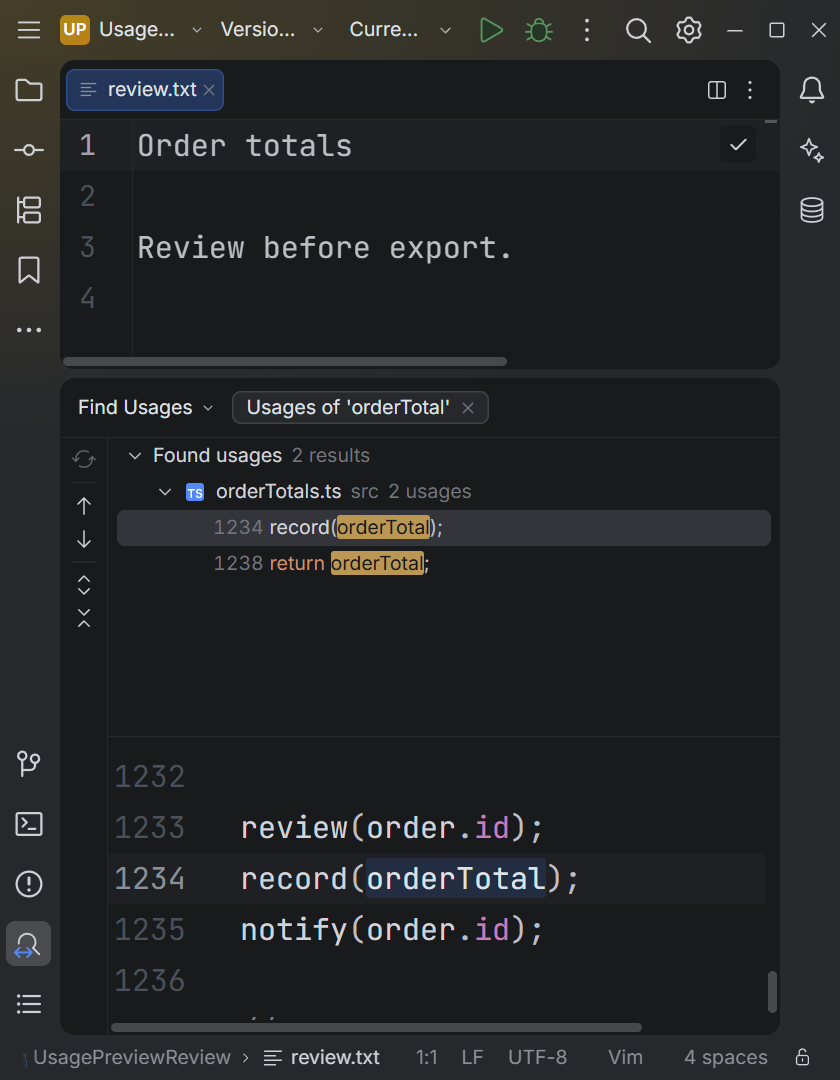 UP Usage... Versio... Curre...
review.txt
1 Order totals
2
3 Review before export.
4
Find Usages Usages of 'orderTotal'
Found usages 2 results
TS orderTotals.ts src 2 usages
1234 record(orderTotal);
1238 return orderTotal;
1232
1233 review(order.id);
1234 record(orderTotal);
1235 notify(order.id);
1236
UsagePreviewReview › review.txt 1:1 LF UTF-8 Vim 4 spaces